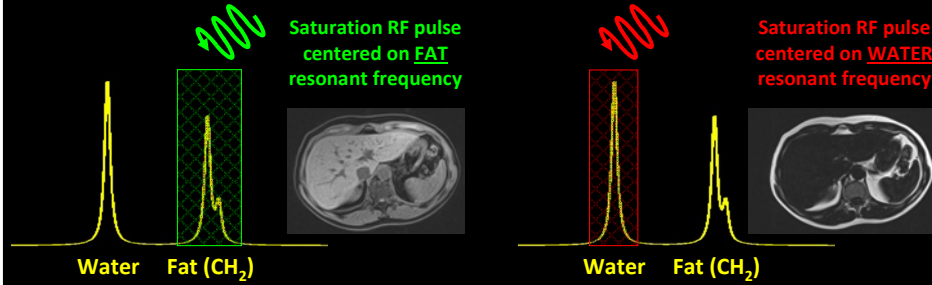 Saturation RF pulse
centered on FAT
resonant frequency
Water
Fat (CH₂)
Saturation RF pulse
centered on WATER
resonant frequency
Water
Fat (CH₂)